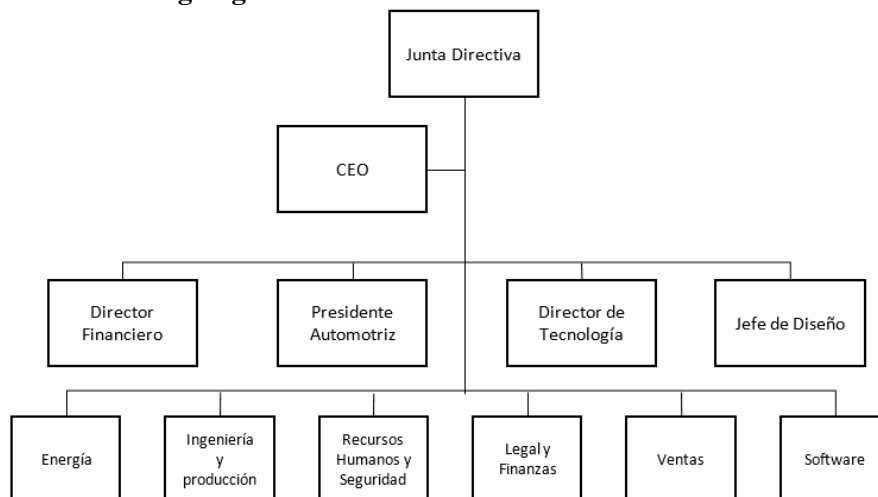 Junta Directiva
CEO
Director
Financiero
Presidente
Automotriz
Director de
Tecnología
Jefe de Diseño
Energía
Ingeniería
y
producción
Recursos
Humanos y
Seguridad
Legal y
Finanzas
Ventas
Software